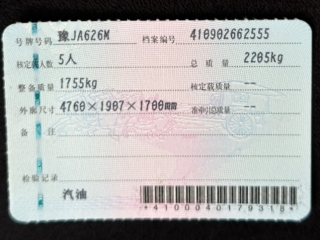 号牌号码 豫JA626M 档案编号 410902662555
核定载人数 5人 总质量 2205kg
整备质量 1755kg 核定载质量 --
外廓尺寸 4760×1907×1700mm 准牵引总质量 --
备注
检验记录
汽油
*4100040179318*